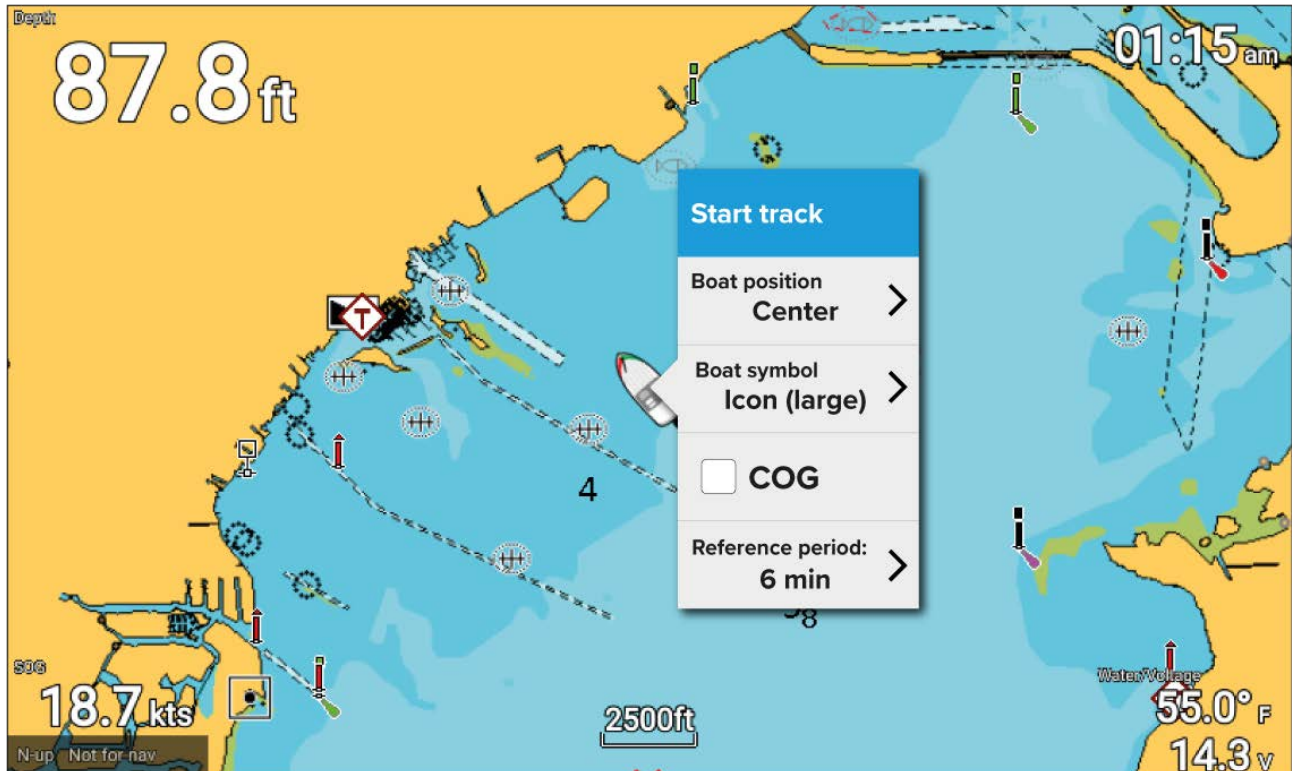 Depth
87.8 ft
01:15 am
Start track
Boat position
Center
T
Boat symbol
Icon (large)
COG
4
Reference period:
6 min
8
SOG
18.7 kts
2500ft
Water/Voltage
55.0° F
14.3 v
N-up Not for nav